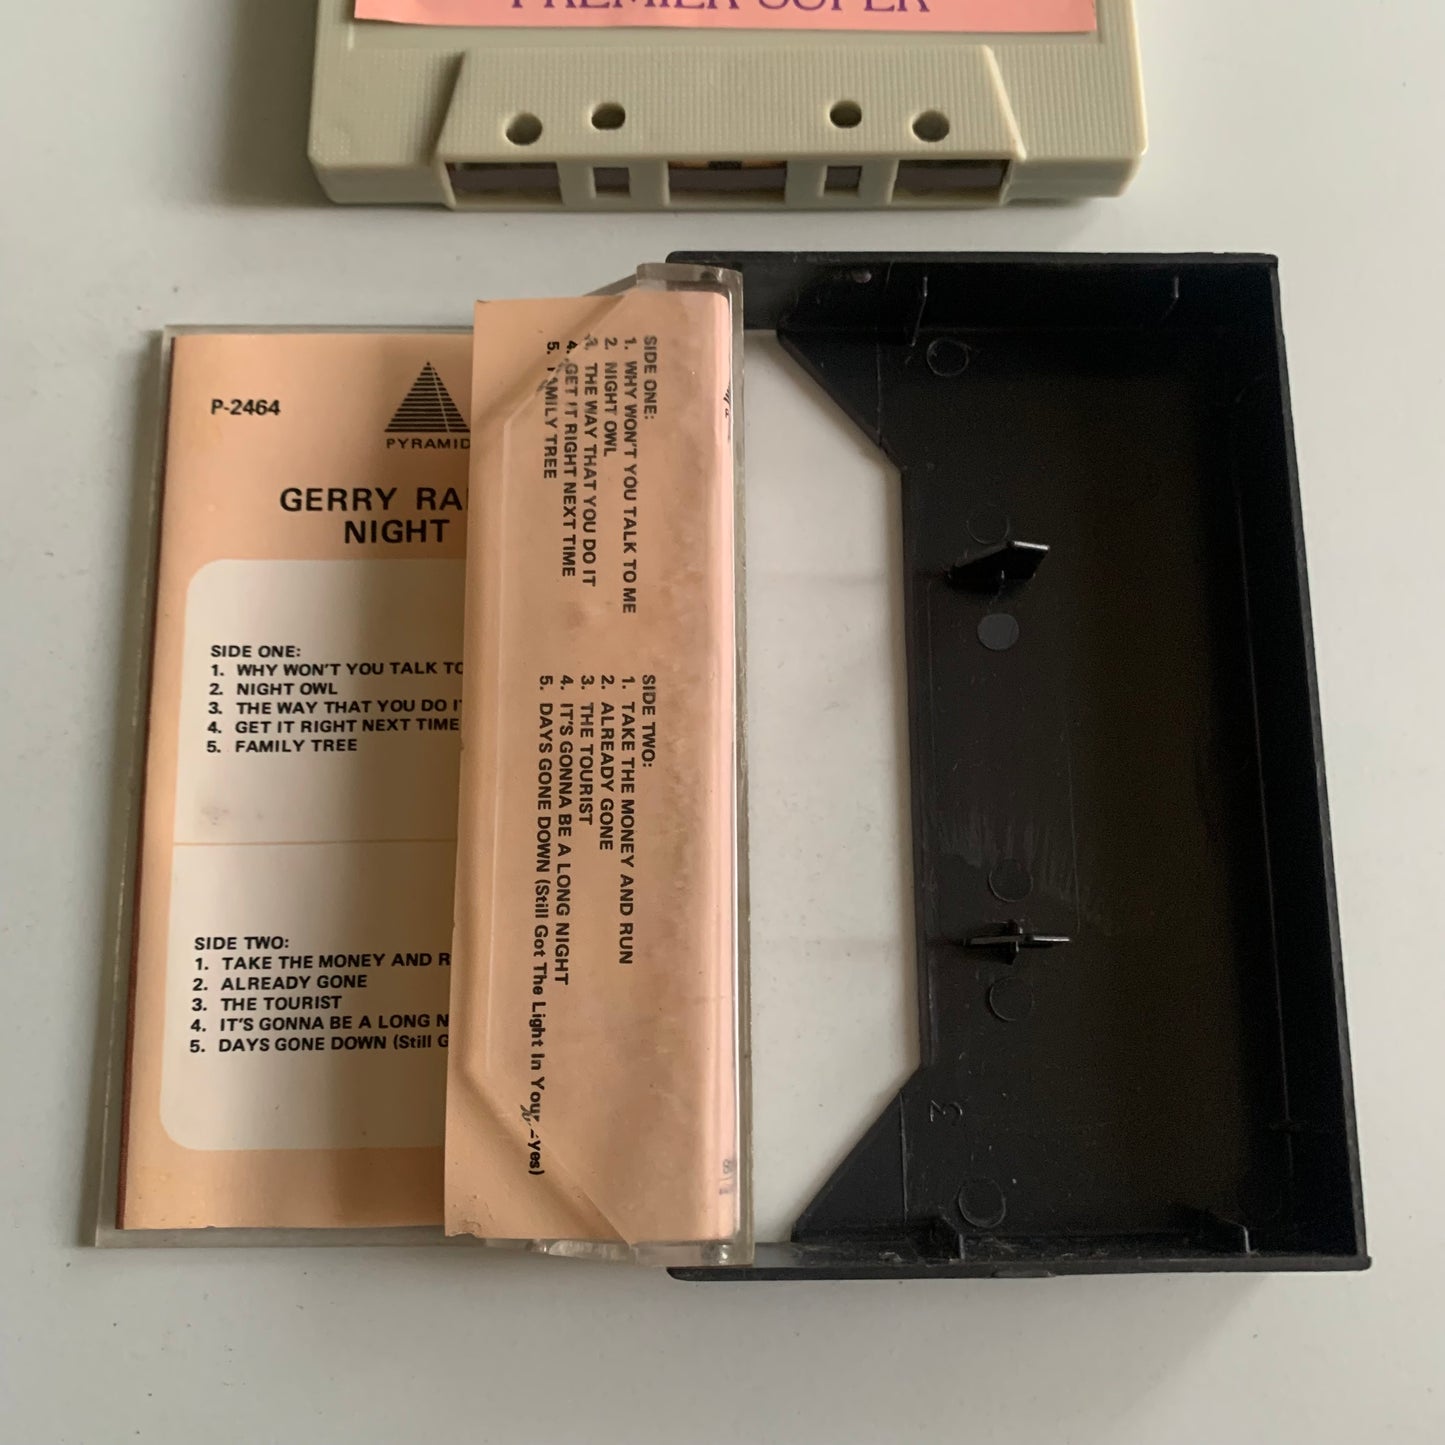 PREMIER SUPER
P-2464
PYRAMID
GERRY RA
NIGHT
SIDE ONE:
1. WHY WON'T YOU TALK TO
2. NIGHT OWL
3. THE WAY THAT YOU DO IT
4. GET IT RIGHT NEXT TIME
5. FAMILY TREE
SIDE TWO:
1. TAKE THE MONEY AND R
2. ALREADY GONE
3. THE TOURIST
4. IT'S GONNA BE A LONG N
5. DAYS GONE DOWN (Still G
SIDE ONE:
1. WHY WON'T YOU TALK TO ME
2. NIGHT OWL
3. THE WAY THAT YOU DO IT
4. GET IT RIGHT NEXT TIME
5. FAMILY TREE
SIDE TWO:
1. TAKE THE MONEY AND RUN
2. ALREADY GONE
3. THE TOURIST
4. IT'S GONNA BE A LONG NIGHT
5. DAYS GONE DOWN (Still Got The Light In Your Eyes)
3